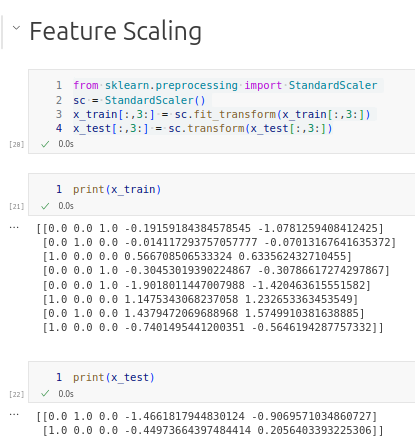 Feature Scaling
1 from sklearn.preprocessing import StandardScaler
2 sc = StandardScaler()
3 x_train[:,3:] = sc.fit_transform(x_train[:,3:])
4 x_test[:,3:] = sc.transform(x_test[:,3:])
[20] ✓ 0.0s
1 print(x_train)
[21] ✓ 0.0s
... [[0.0 0.0 1.0 -0.19159184384578545 -1.0781259408412425]
[0.0 1.0 0.0 -0.014117293757057777 -0.07013167641635372]
[1.0 0.0 0.0 0.566708506533324 0.633562432710455]
[0.0 0.0 1.0 -0.30453019390224867 -0.30786617274297867]
[0.0 0.0 1.0 -1.9018011447007988 -1.420463615551582]
[1.0 0.0 0.0 1.1475343068237058 1.232653363453549]
[0.0 1.0 0.0 1.4379472069688968 1.5749910381638885]
[1.0 0.0 0.0 -0.7401495441200351 -0.5646194287757332]]
1 print(x_test)
[22] ✓ 0.0s
... [[0.0 1.0 0.0 -1.4661817944830124 -0.9069571034860727]
[1.0 0.0 0.0 -0.44973664397484414 0.2056403393225306]]